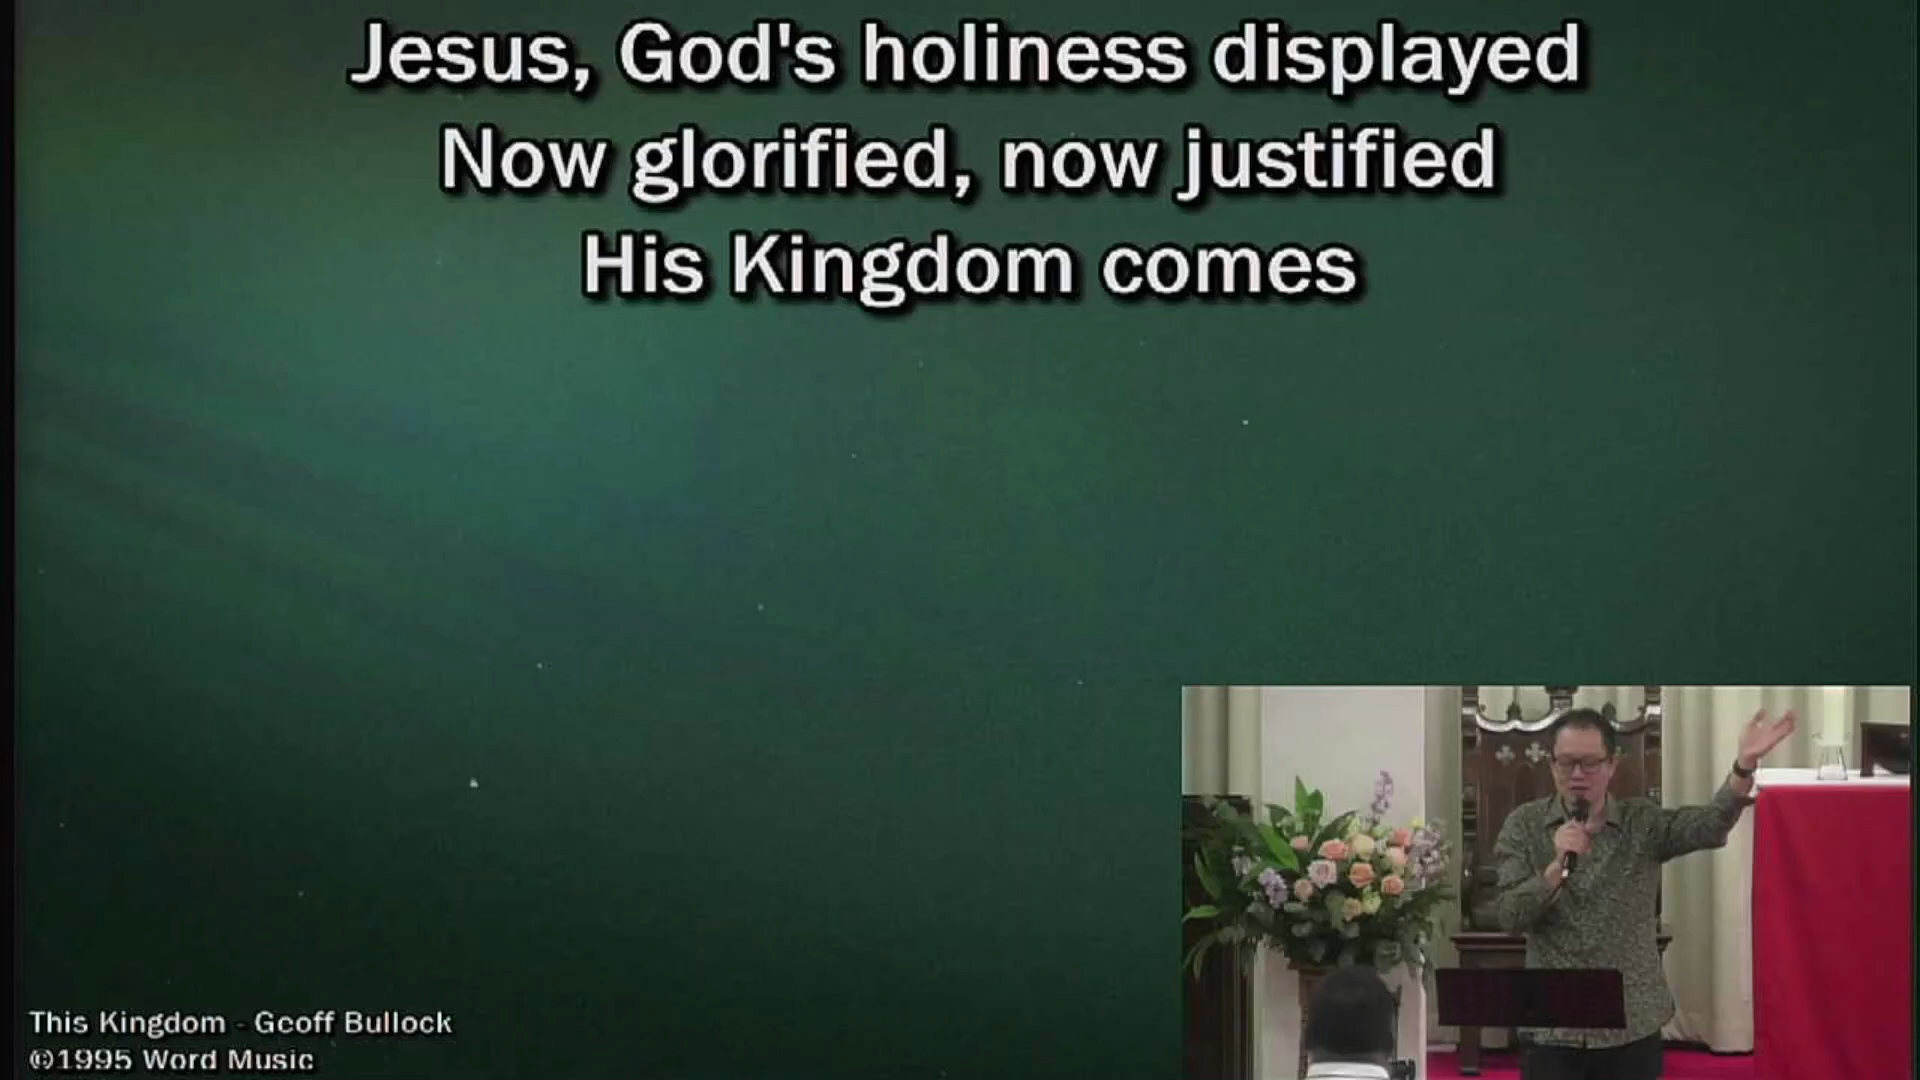 Jesus, God's holiness displayed
Now glorified, now justified
His Kingdom comes
This Kingdom - Geoff Bullock
©1995 Word Music